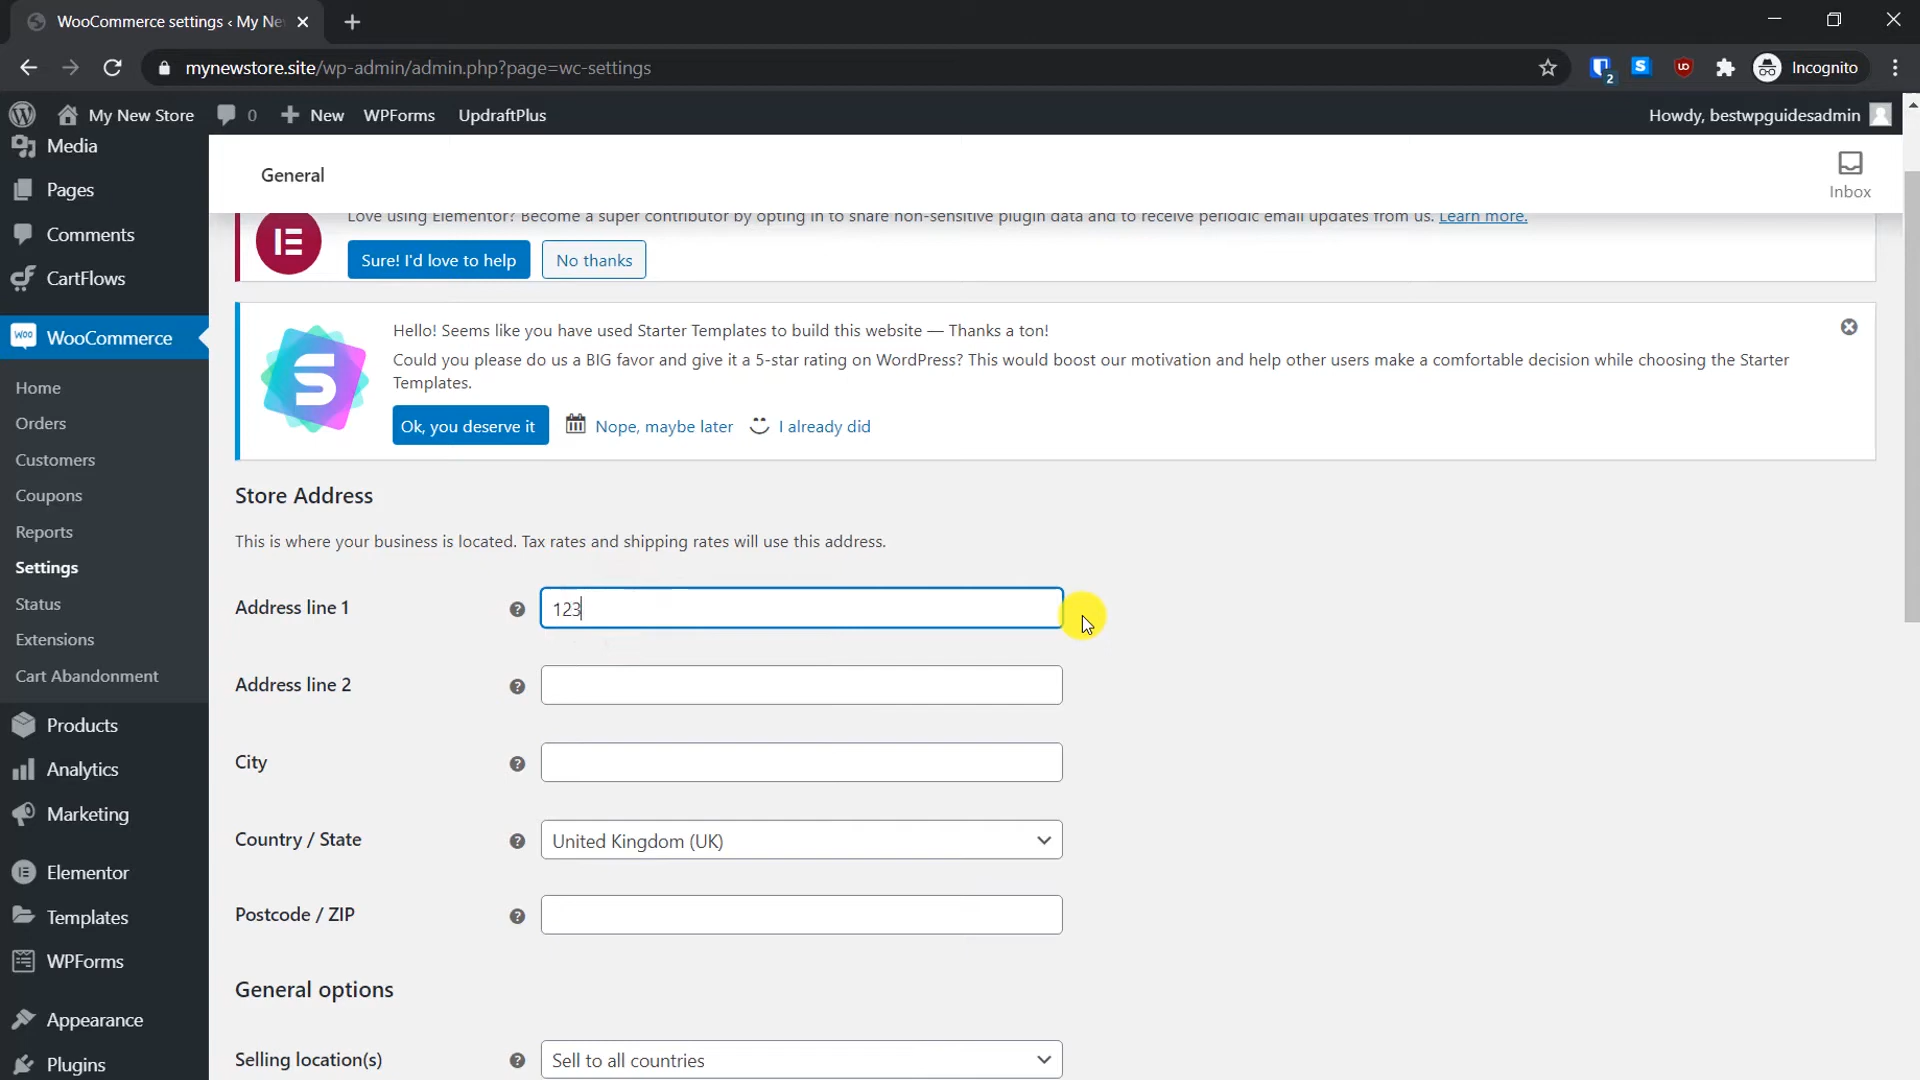 WooCommerce settings ‹ My Ne
mynewstore.site/wp-admin/admin.php?page=wc-settings
2
S
Incognito
My New Store
0
New
WPForms
UpdraftPlus
Howdy, bestwpguidesadmin
Media
Pages
Comments
CartFlows
Woo
WooCommerce
Home
Orders
Customers
Coupons
Reports
Settings
Status
Extensions
Cart Abandonment
Products
Analytics
Marketing
Elementor
Templates
WPForms
Appearance
Plugins
General
Inbox
Love using Elementor? Become a super contributor by opting in to share non-sensitive plugin data and to receive periodic email updates from us. Learn more.
Sure! I'd love to help
No thanks
Hello! Seems like you have used Starter Templates to build this website — Thanks a ton!
Could you please do us a BIG favor and give it a 5-star rating on WordPress? This would boost our motivation and help other users make a comfortable decision while choosing the Starter
Templates.
Ok, you deserve it
Nope, maybe later
I already did
Store Address
This is where your business is located. Tax rates and shipping rates will use this address.
Address line 1
123
Address line 2
City
Country / State
United Kingdom (UK)
Postcode / ZIP
General options
Selling location(s)
Sell to all countries